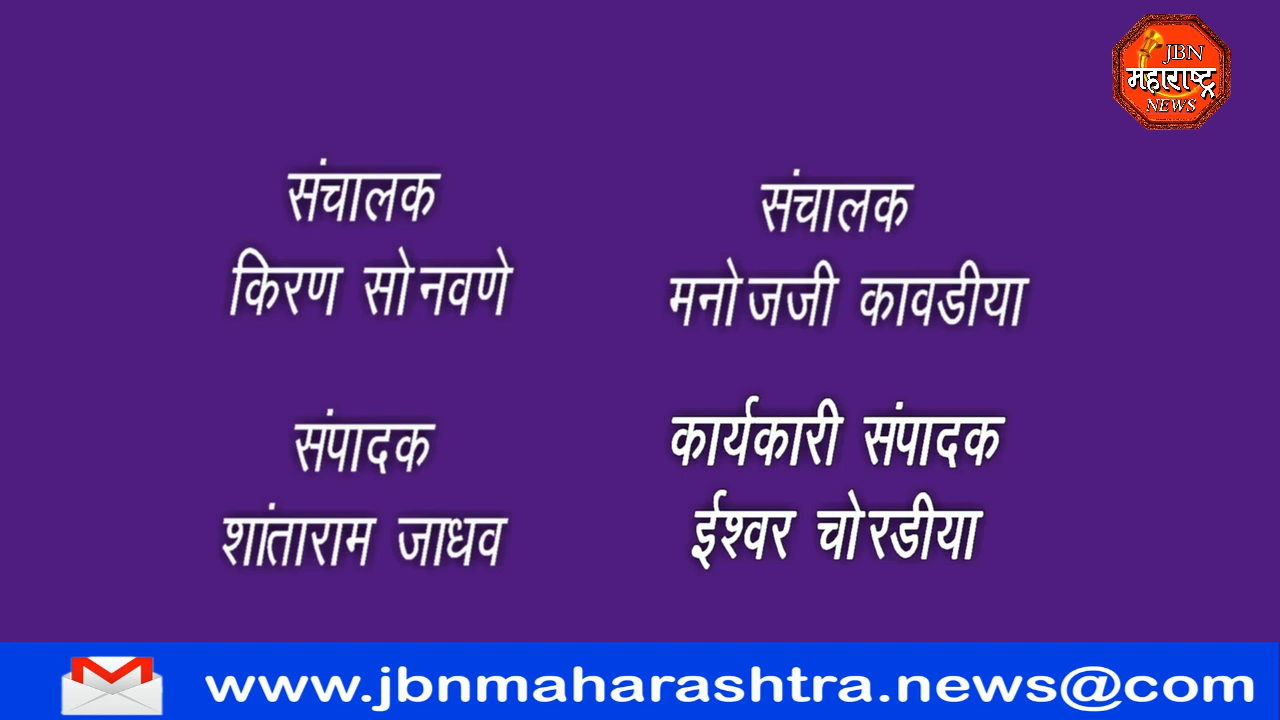 JBN
महाराष्ट्र
NEWS
संचालक
किरण सोनवणे
संचालक
मनोजजी कावडीया
संपादक
शांताराम जाधव
कार्यकारी संपादक
ईश्वर चोरडीया
www.jbnmaharashtra.news@com